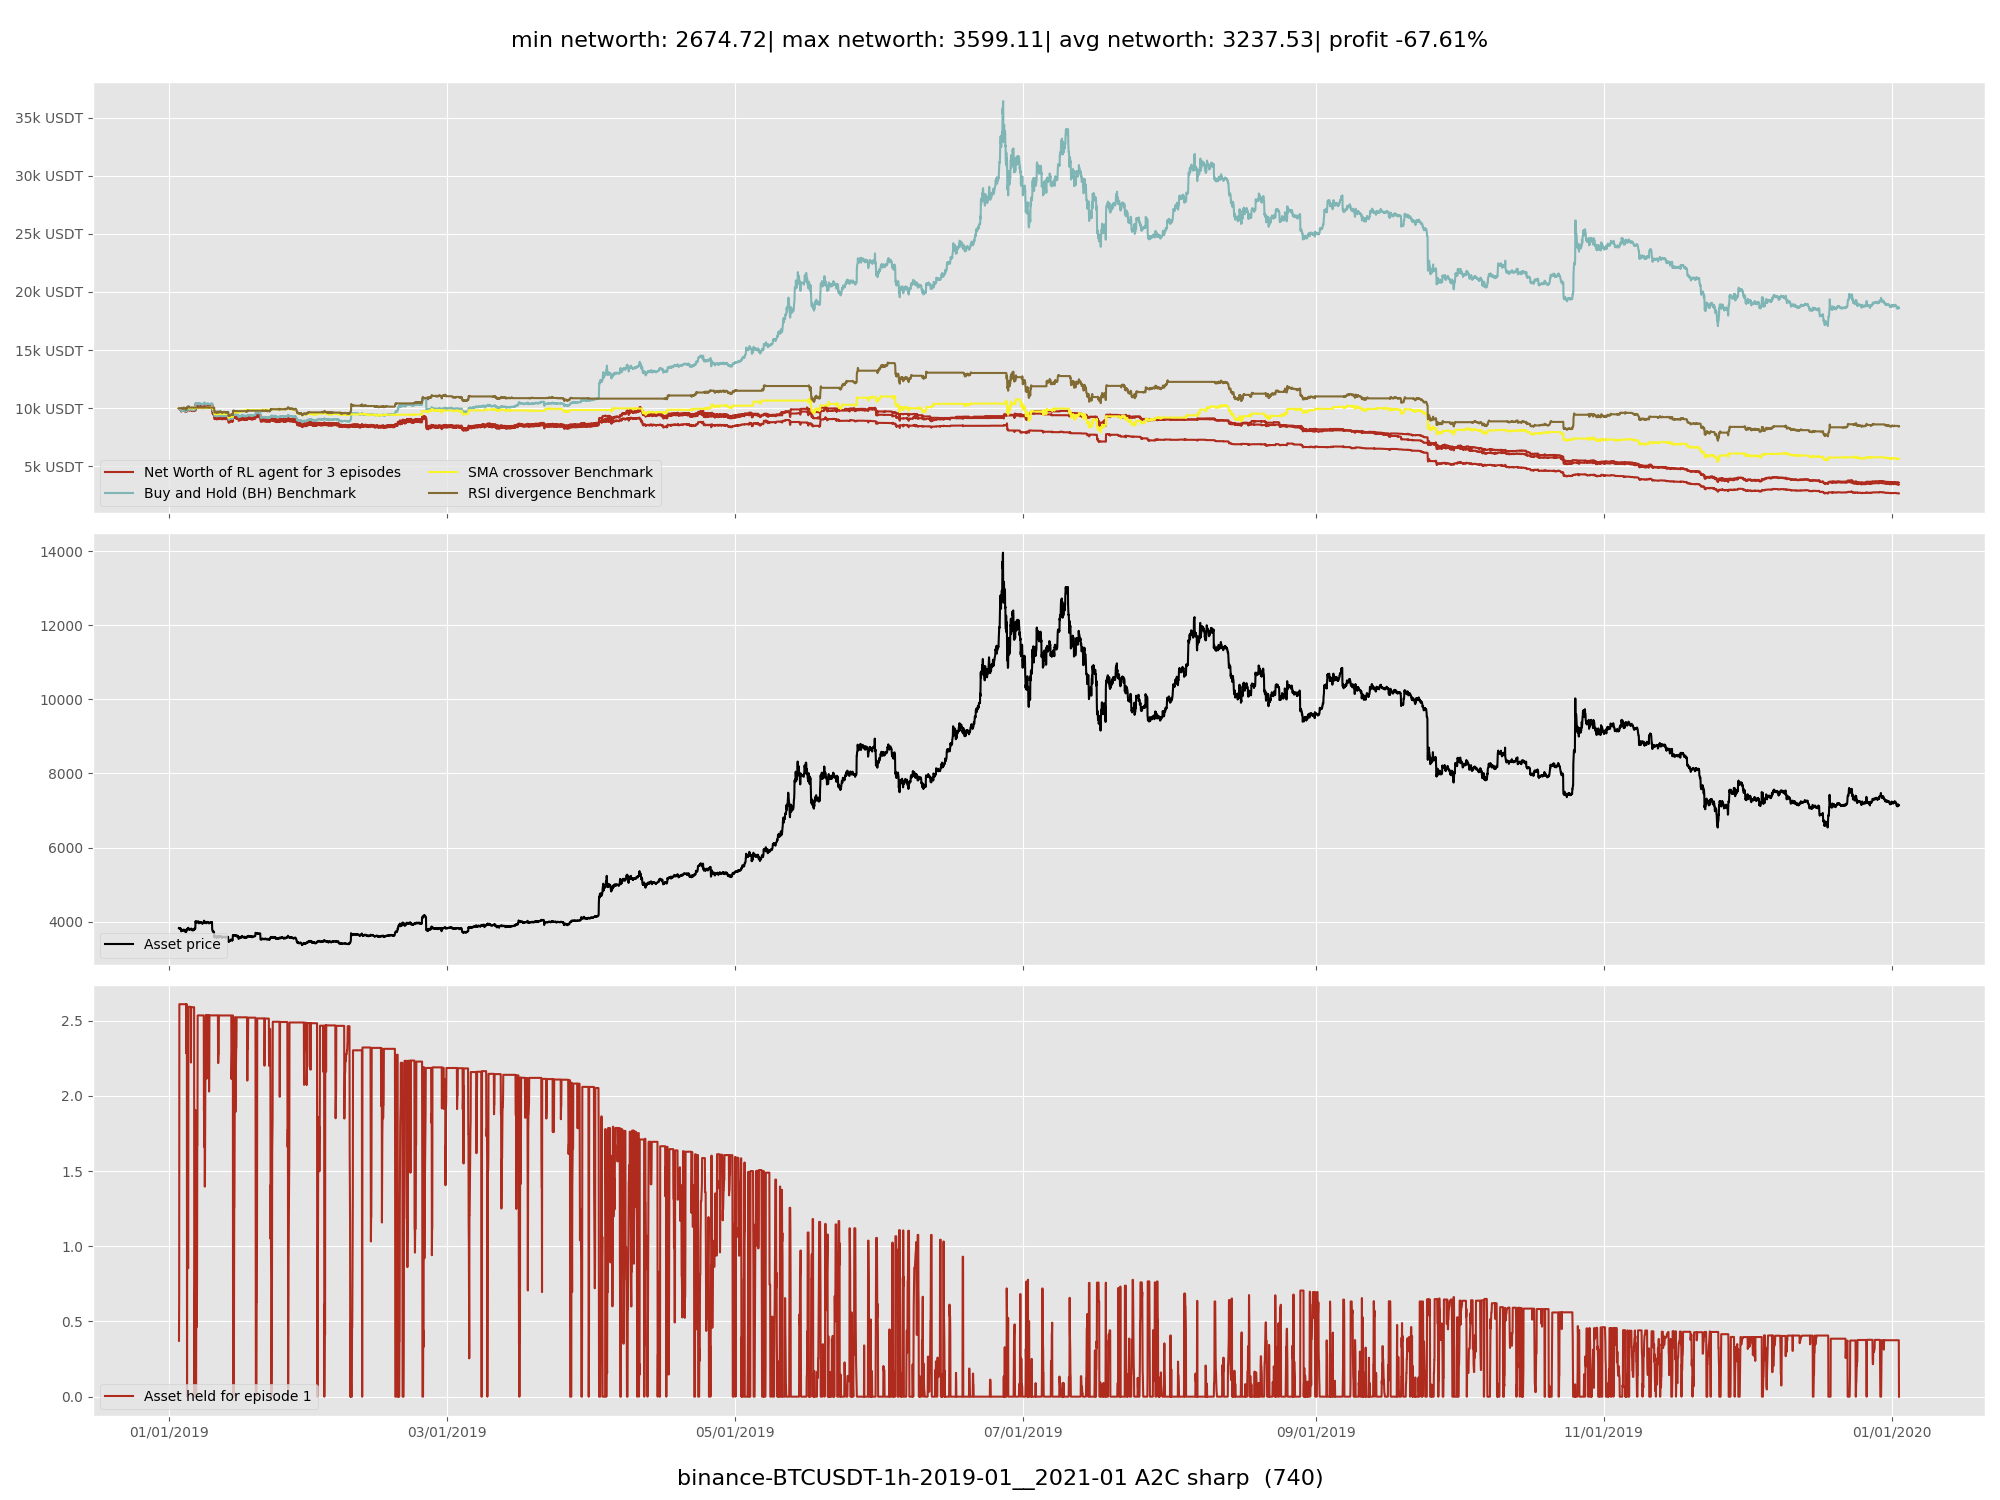 min networth: 2674.72| max networth: 3599.11| avg networth: 3237.53| profit -67.61%
35k USDT
30k USDT
25k USDT
20k USDT
15k USDT
10k USDT
5k USDT
Net Worth of RL agent for 3 episodes
Buy and Hold (BH) Benchmark
SMA crossover Benchmark
RSI divergence Benchmark
14000
12000
10000
8000
6000
4000
Asset price
2.5
2.0
1.5
1.0
0.5
0.0
Asset held for episode 1
01/01/2019 03/01/2019 05/01/2019 07/01/2019 09/01/2019 11/01/2019 01/01/2020
binance-BTCUSDT-1h-2019-01__2021-01 A2C sharp (740)